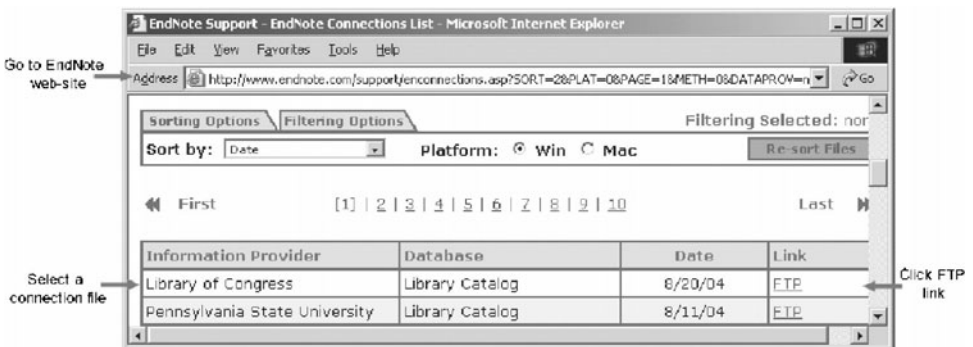 EndNote Support - EndNote Connections List - Microsoft Internet Explorer
File Edit View Favorites Tools Help
Go to EndNote
web-site
Address http://www.endnote.com/support/enconnections.asp?SORT=2&PLAT=0&PAGE=1&METH=0&DATAPROV=n Go
Sorting Options Filtering Options Filtering Selected: nor
Sort by: Date Platform: Win Mac Re-sort Files
First [1] | 2 | 3 | 4 | 5 | 6 | 7 | 8 | 9 | 10 Last
Information Provider Database Date Link
Select a
connection file
Library of Congress Library Catalog 8/20/04 FTP
Click FTP
link
Pennsylvania State University Library Catalog 8/11/04 FTP